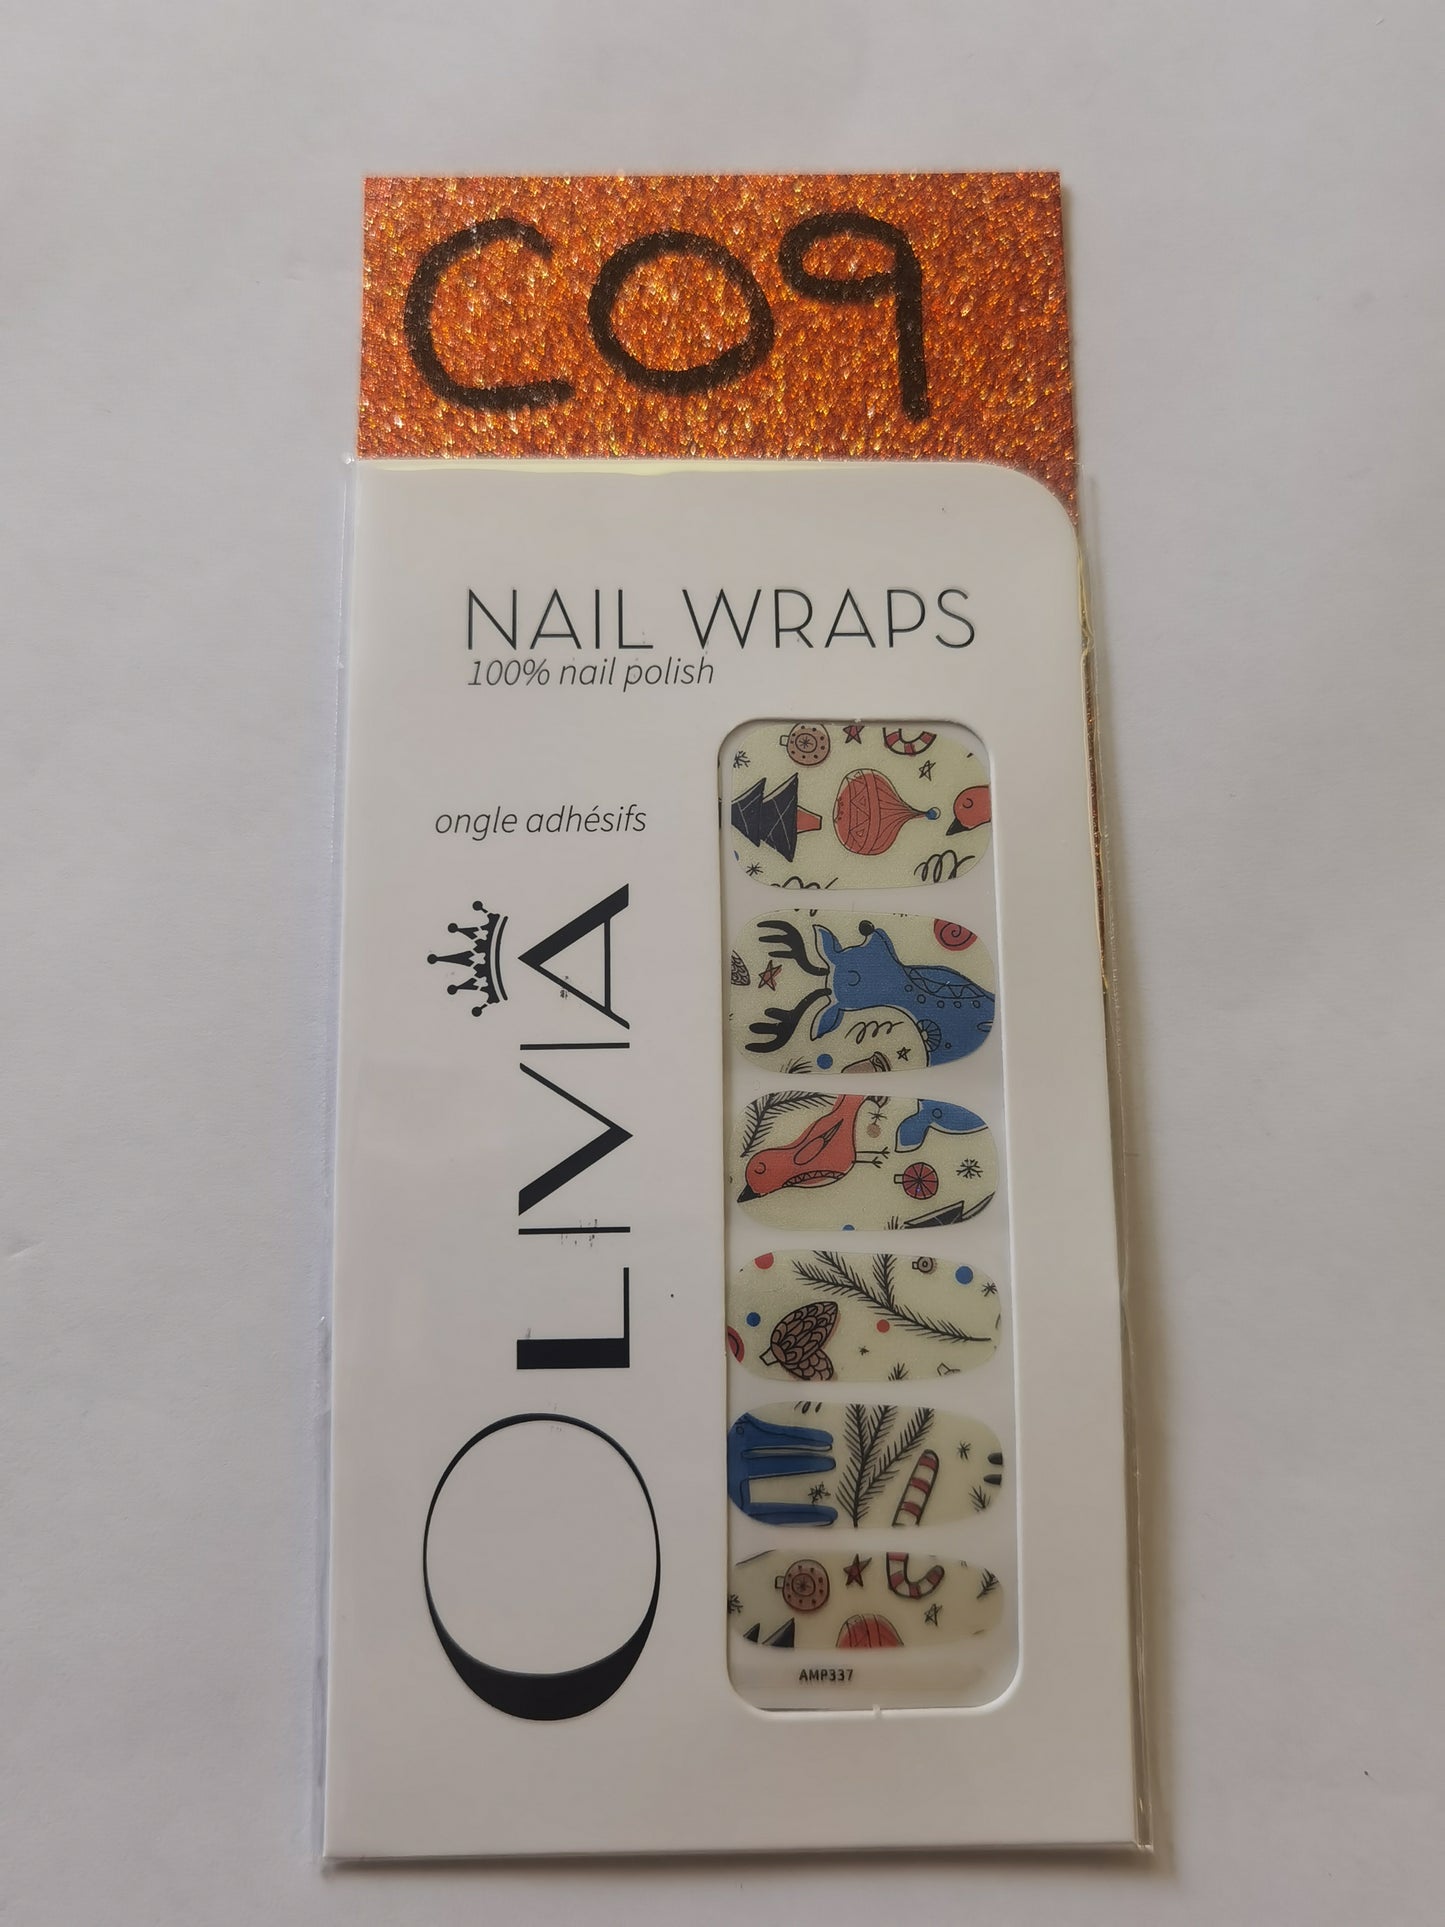 C09
NAIL WRAPS
100% nail polish
ongle adhésifs
OLIVIA
AMP337